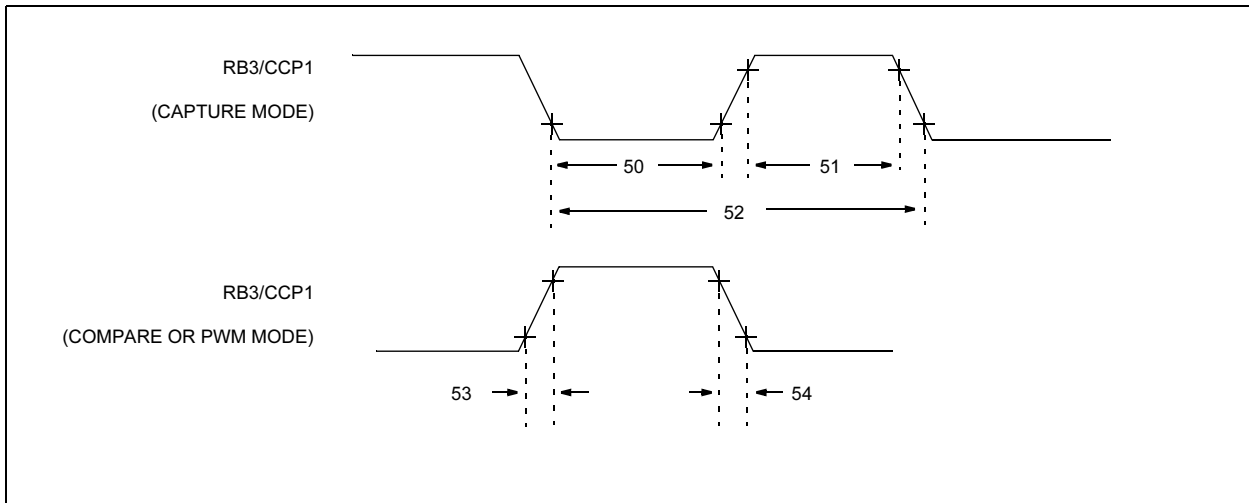 RB3/CCP1
(CAPTURE MODE)
50
51
52
RB3/CCP1
(COMPARE OR PWM MODE)
53
54